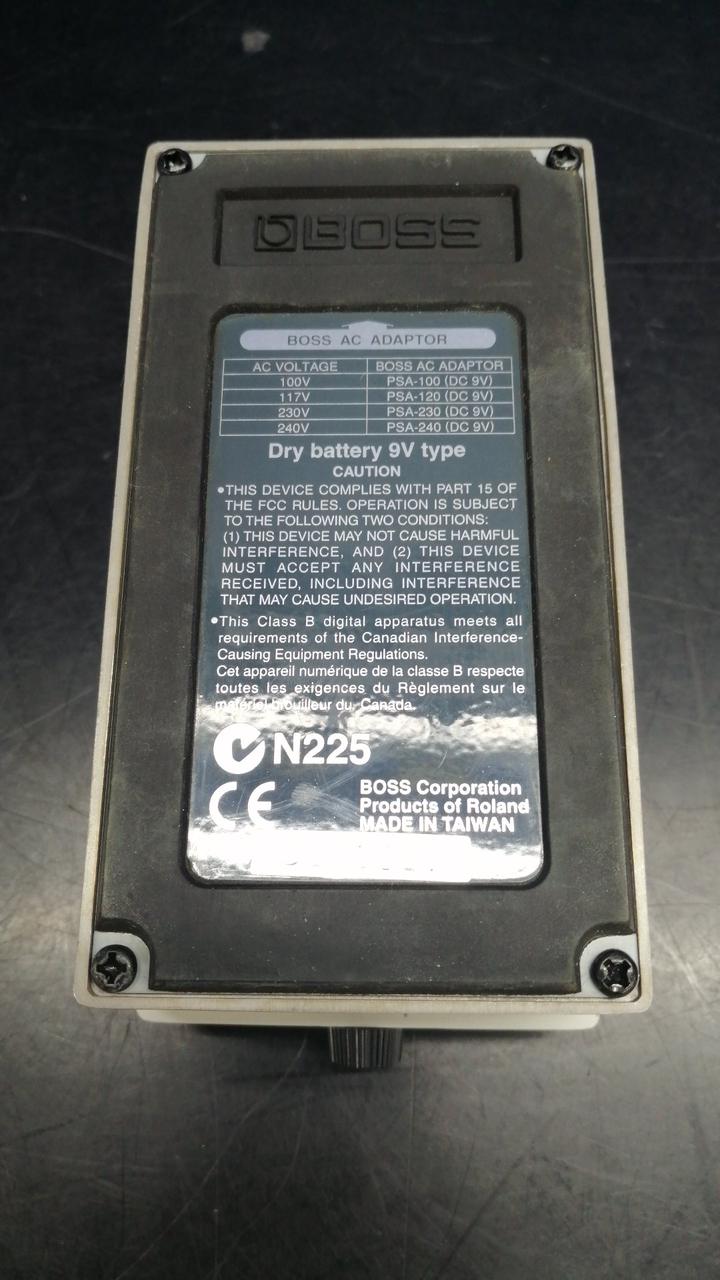 BOSS
BOSS AC ADAPTOR
AC VOLTAGE BOSS AC ADAPTOR
100V PSA-100 (DC 9V)
117V PSA-120 (DC 9V)
230V PSA-230 (DC 9V)
240V PSA-240 (DC 9V)
Dry battery 9V type
CAUTION
•THIS DEVICE COMPLIES WITH PART 15 OF
THE FCC RULES. OPERATION IS SUBJECT
TO THE FOLLOWING TWO CONDITIONS:
(1) THIS DEVICE MAY NOT CAUSE HARMFUL
INTERFERENCE, AND (2) THIS DEVICE
MUST ACCEPT ANY INTERFERENCE
RECEIVED, INCLUDING INTERFERENCE
THAT MAY CAUSE UNDESIRED OPERATION.
•This Class B digital apparatus meets all
requirements of the Canadian Interference-
Causing Equipment Regulations.
Cet appareil numérique de la classe B respecte
toutes les exigences du Règlement sur le
matériel brouilleur du Canada.
N225
CE
BOSS Corporation
Products of Roland
MADE IN TAIWAN